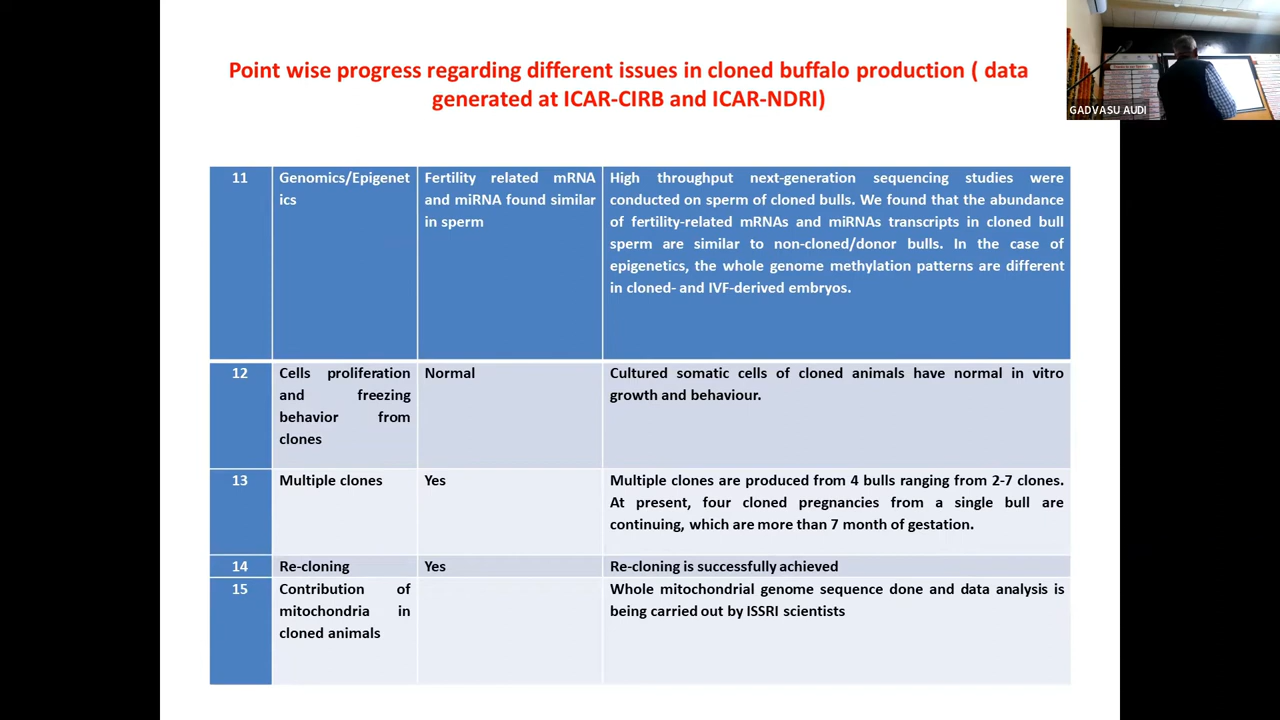 Point wise progress regarding different issues in cloned buffalo production ( data
generated at ICAR-CIRB and ICAR-NDRI)
GADVASU AUDI
11
Genomics/Epigenet
ics
Fertility related mRNA
and miRNA found similar
in sperm
High throughput next-generation sequencing studies were
conducted on sperm of cloned bulls. We found that the abundance
of fertility-related mRNAs and miRNAs transcripts in cloned bull
sperm are similar to non-cloned/donor bulls. In the case of
epigenetics, the whole genome methylation patterns are different
in cloned- and IVF-derived embryos.
12
Cells proliferation
and freezing
behavior from
clones
Normal
Cultured somatic cells of cloned animals have normal in vitro
growth and behaviour.
13
Multiple clones
Yes
Multiple clones are produced from 4 bulls ranging from 2-7 clones.
At present, four cloned pregnancies from a single bull are
continuing, which are more than 7 month of gestation.
14
Re-cloning
Yes
Re-cloning is successfully achieved
15
Contribution of
mitochondria in
cloned animals
Whole mitochondrial genome sequence done and data analysis is
being carried out by ISSRI scientists